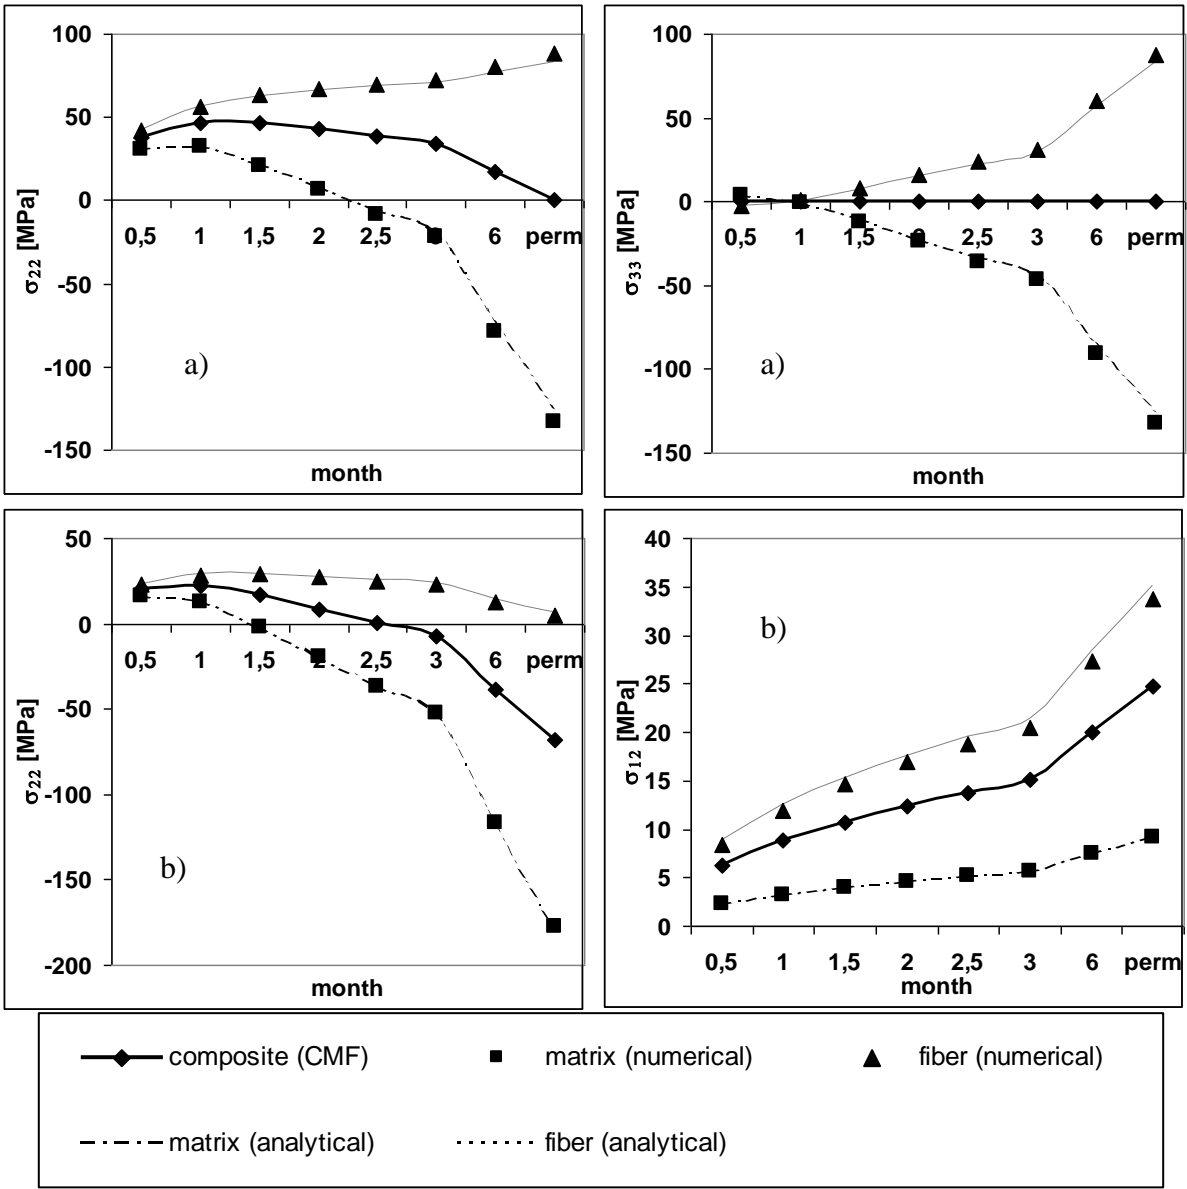 100
50
0
-50
-100
-150
σ22 [MPa]
0,5 1 1,5 2 2,5 6 perm
a)
month
100
50
0
-50
-100
-150
σ33 [MPa]
0,5 1 1,5 2 2,5 3 6 perm
a)
month
50
0
-50
-100
-150
-200
σ22 [MPa]
0,5 1 1,5 2 2,5 3 6 perm
b)
month
40
35
30
25
20
15
10
5
0
σ12 [MPa]
b)
0,5 1 1,5 2 2,5 3 6 perm
month
composite (CMF) matrix (numerical) fiber (numerical)
matrix (analytical) fiber (analytical)